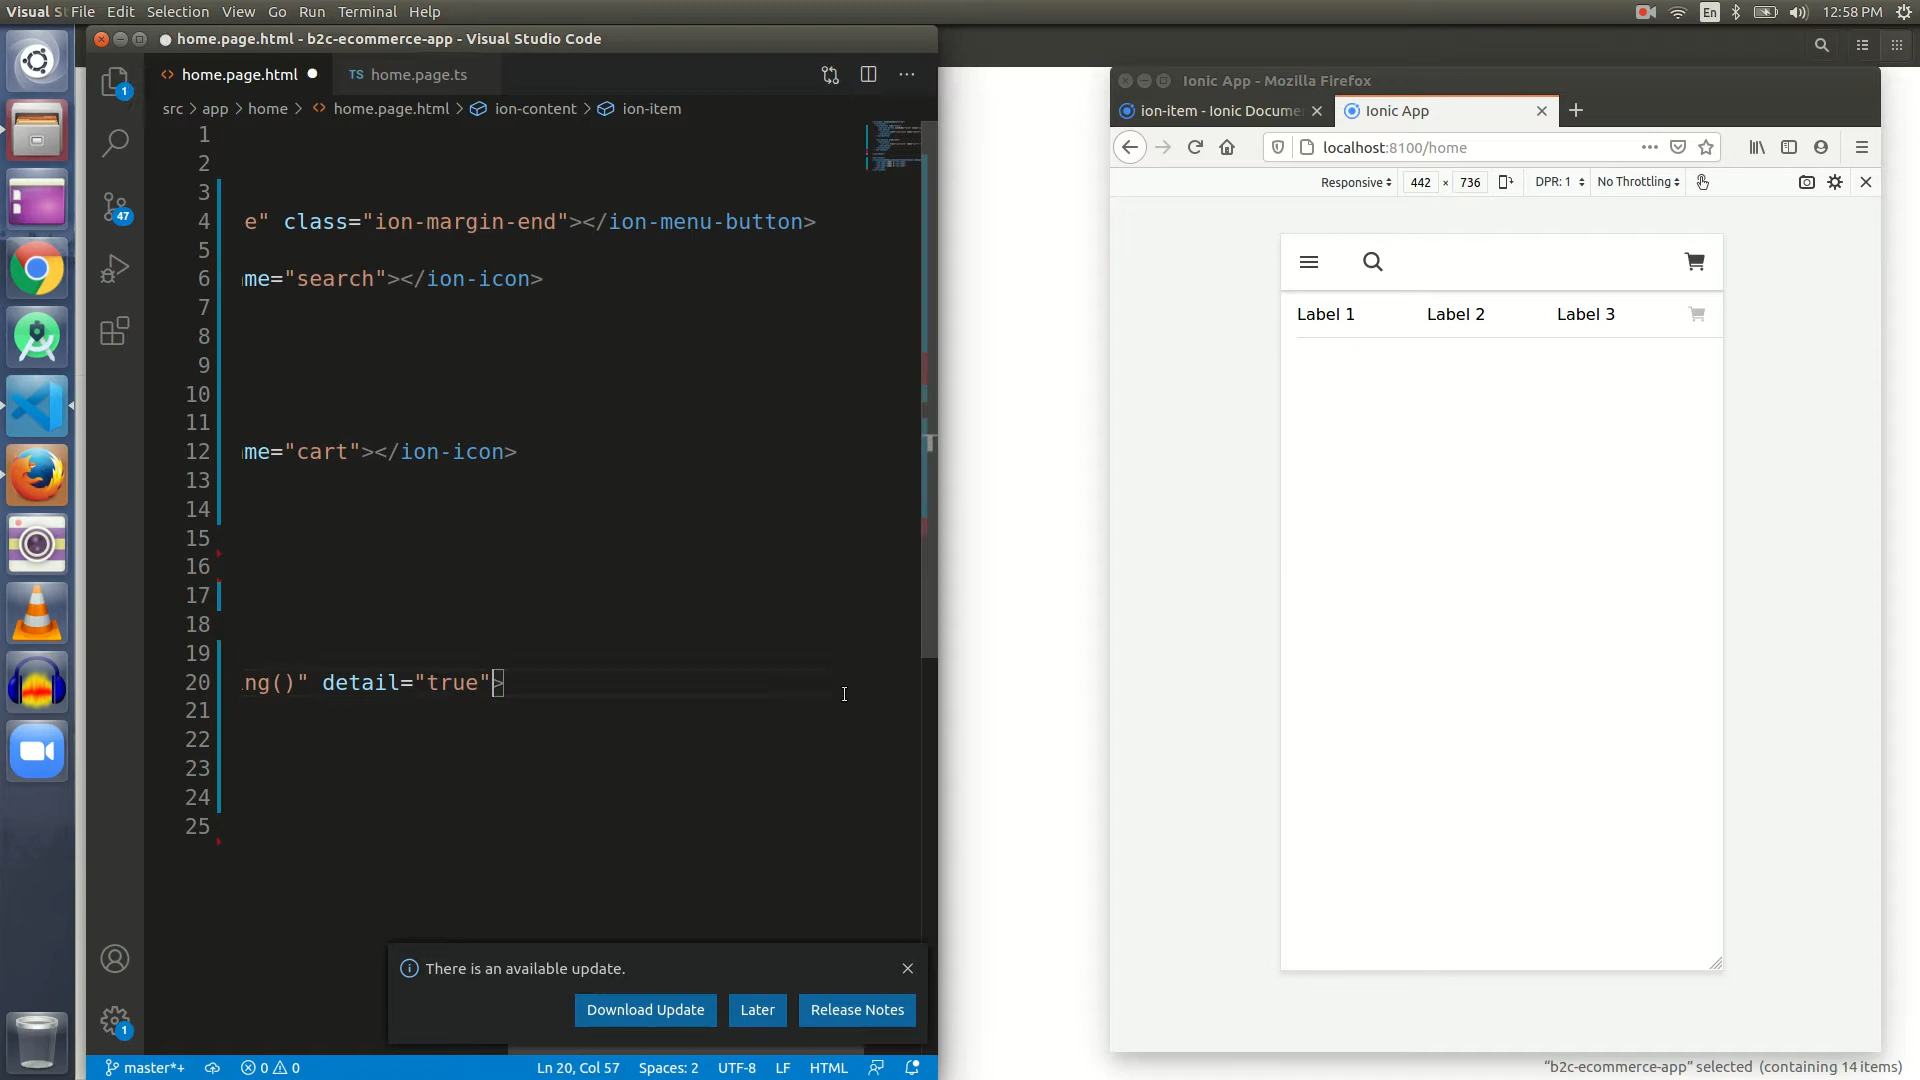 Visual St File Edit Selection View Go Run Terminal Help
En 12:58 PM
home.page.html - b2c-ecommerce-app - Visual Studio Code
home.page.html TS home.page.ts
src > app > home > home.page.html > ion-content > ion-item
1
2
3
4 e" class="ion-margin-end"></ion-menu-button>
5
6 me="search"></ion-icon>
7
8
9
10
11
12 me="cart"></ion-icon>
13
14
15
16
17
18
19
20 ng()" detail="true">
21
22
23
24
25
1
47
1
There is an available update.
Download Update Later Release Notes
master*+ 0 0 Ln 20, Col 57 Spaces: 2 UTF-8 LF HTML
Ionic App - Mozilla Firefox
ion-item - Ionic Docume Ionic App
localhost:8100/home
Responsive 442 × 736 DPR: 1 No Throttling
Label 1 Label 2 Label 3
"b2c-ecommerce-app" selected (containing 14 items)